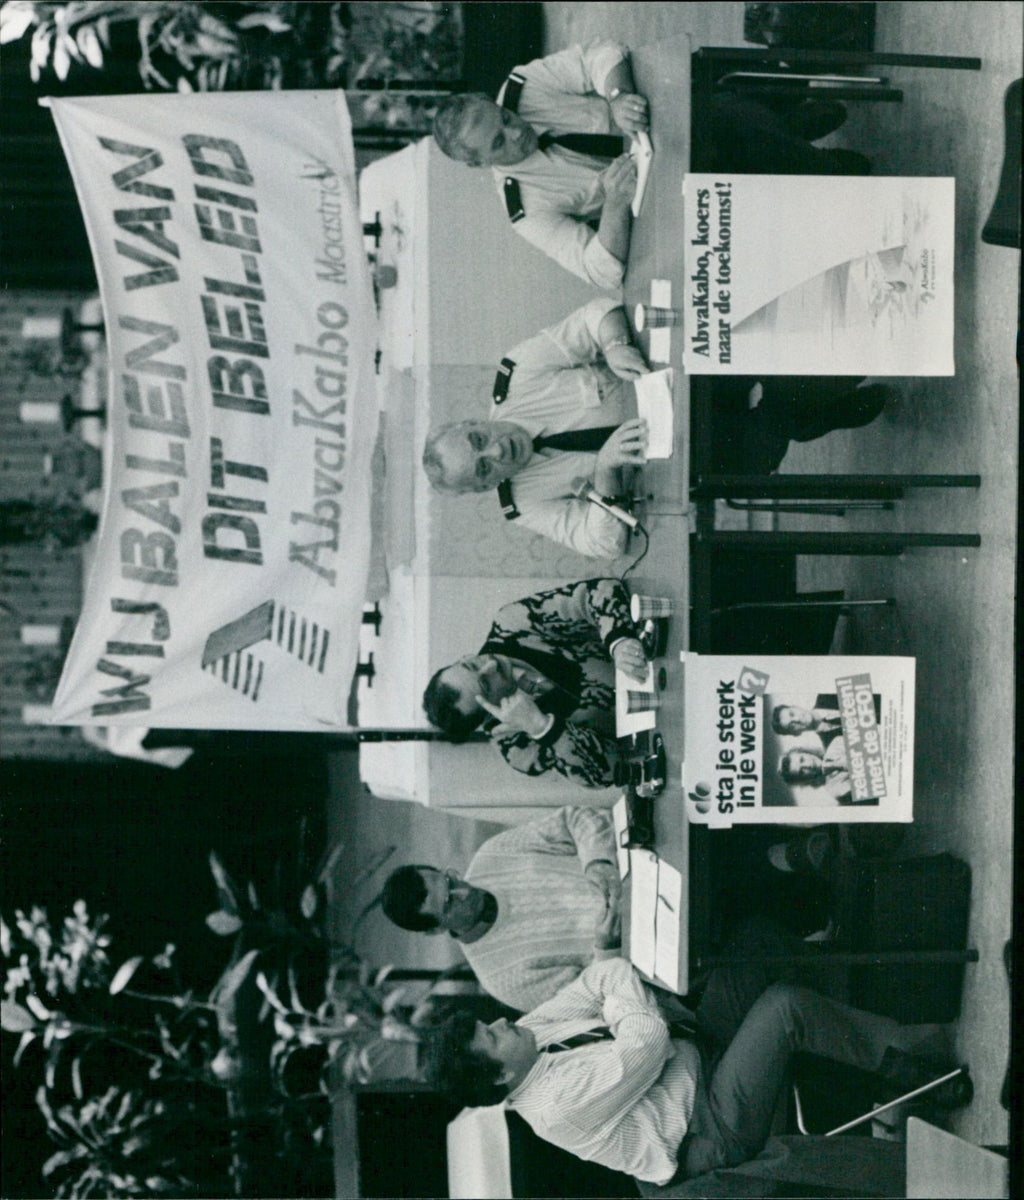 WIJ BALEN VAN
DIT BELEID
AbvaKabo Maastricht
sta je sterk
in je werk?
zeker weten!
met de CFO!
AbvaKabo, koers
naar de toekomst!
AbvaKabo